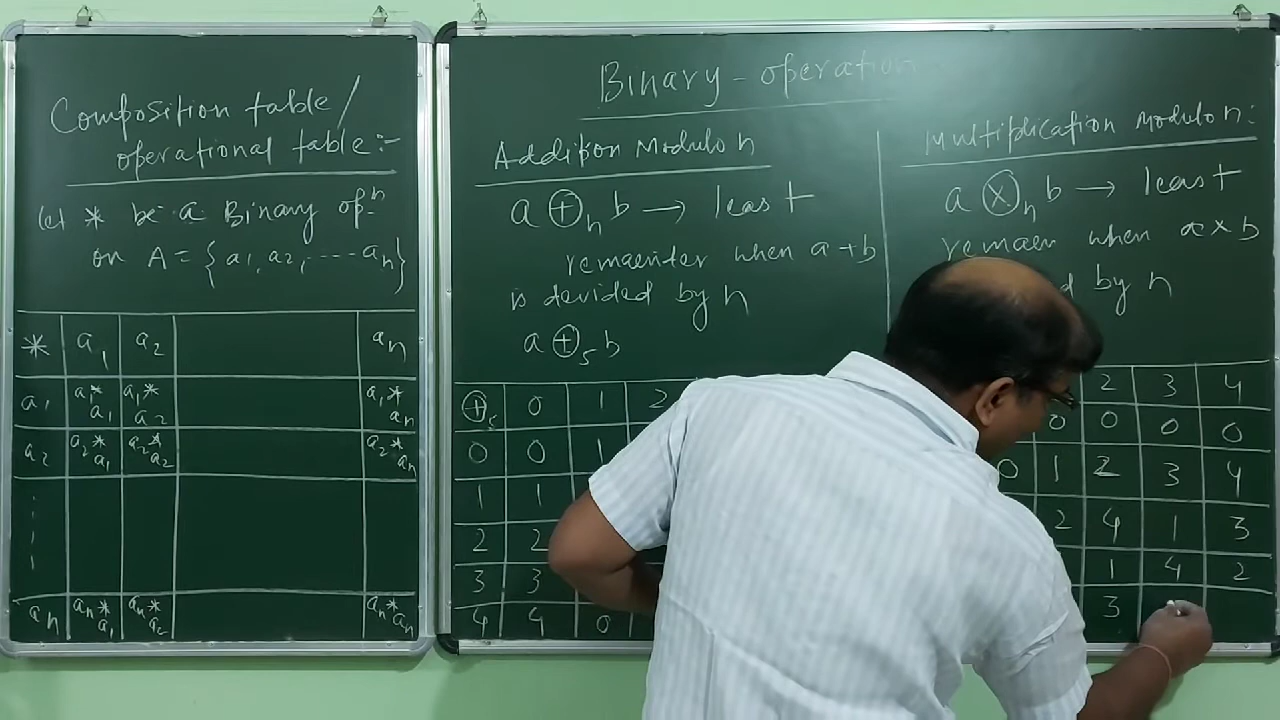 Composition table/
operational table:-
Let * be a Binary opⁿ
on A = {a₁, a₂, ----- aₙ}
* a₁ a₂ aₙ
a₁ a₁*a₁ a₁*a₂ a₁*aₙ
a₂ a₂*a₁ a₂*a₂ a₂*aₙ
aₙ aₙ*a₁ aₙ*a₂ aₙ*aₙ
Binary - operation
Addition Modulo n
a ⊕ₙ b → least
remainter when a+b
is devided by n
a ⊕₅ b
⊕₅ 0 1 2
0 0 1
1 1
2 2
3 3
4 4 0
Multiplication Modulo n:
a ⊗ₙ b → least
remaen when a×b
by n
2 3 4
0 0 0 0
0 1 2 3 4
2 4 1 3
1 4 2
3